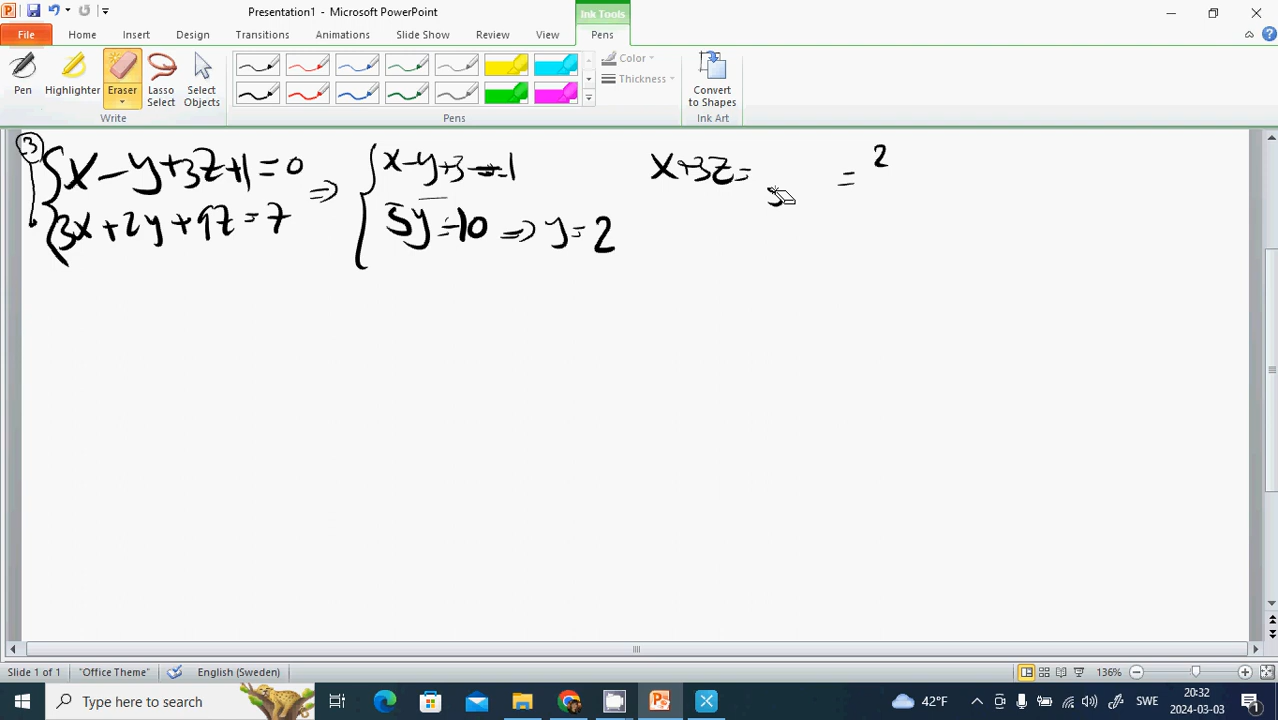 Presentation1 - Microsoft PowerPoint
Ink Tools
File
Home
Insert
Design
Transitions
Animations
Slide Show
Review
View
Pens
Pen
Highlighter
Eraser
Lasso Select
Select Objects
Color
Thickness
Convert to Shapes
Write
Pens
Ink Art
3
x-y+3z+1=0 ⇒ x-y+3 -1
3x+2y+9z=7
5y=10 ⇒ y=2
x+3z= = 2
Slide 1 of 1
"Office Theme"
English (Sweden)
136%
Type here to search
42°F
SWE
20:32
2024-03-03
1